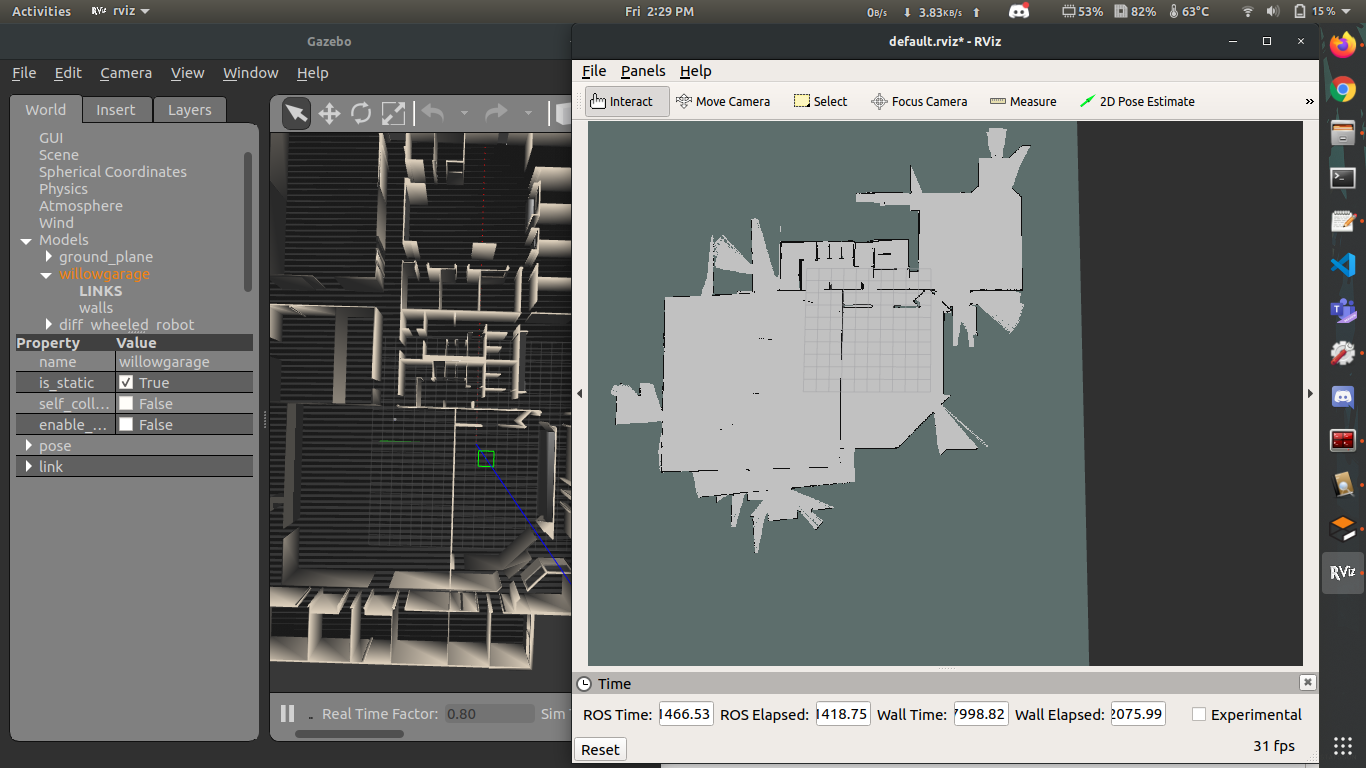 Activities RViz rviz Fri 2:29 PM 0B/s ↓ 3.83KB/s ↑ 53% 82% 63°C 15%
Gazebo
File Edit Camera View Window Help
World Insert Layers
GUI
Scene
Spherical Coordinates
Physics
Atmosphere
Wind
Models
ground_plane
willowgarage
LINKS
walls
diff_wheeled_robot
Property Value
name willowgarage
is_static True
self_coll... False
enable_... False
pose
link
Real Time Factor: 0.80 Sim
default.rviz* - RViz
File Panels Help
Interact Move Camera Select Focus Camera Measure 2D Pose Estimate »
Time
ROS Time: 1466.53 ROS Elapsed: 1418.75 Wall Time: 7998.82 Wall Elapsed: 2075.99 Experimental
Reset 31 fps
RViz